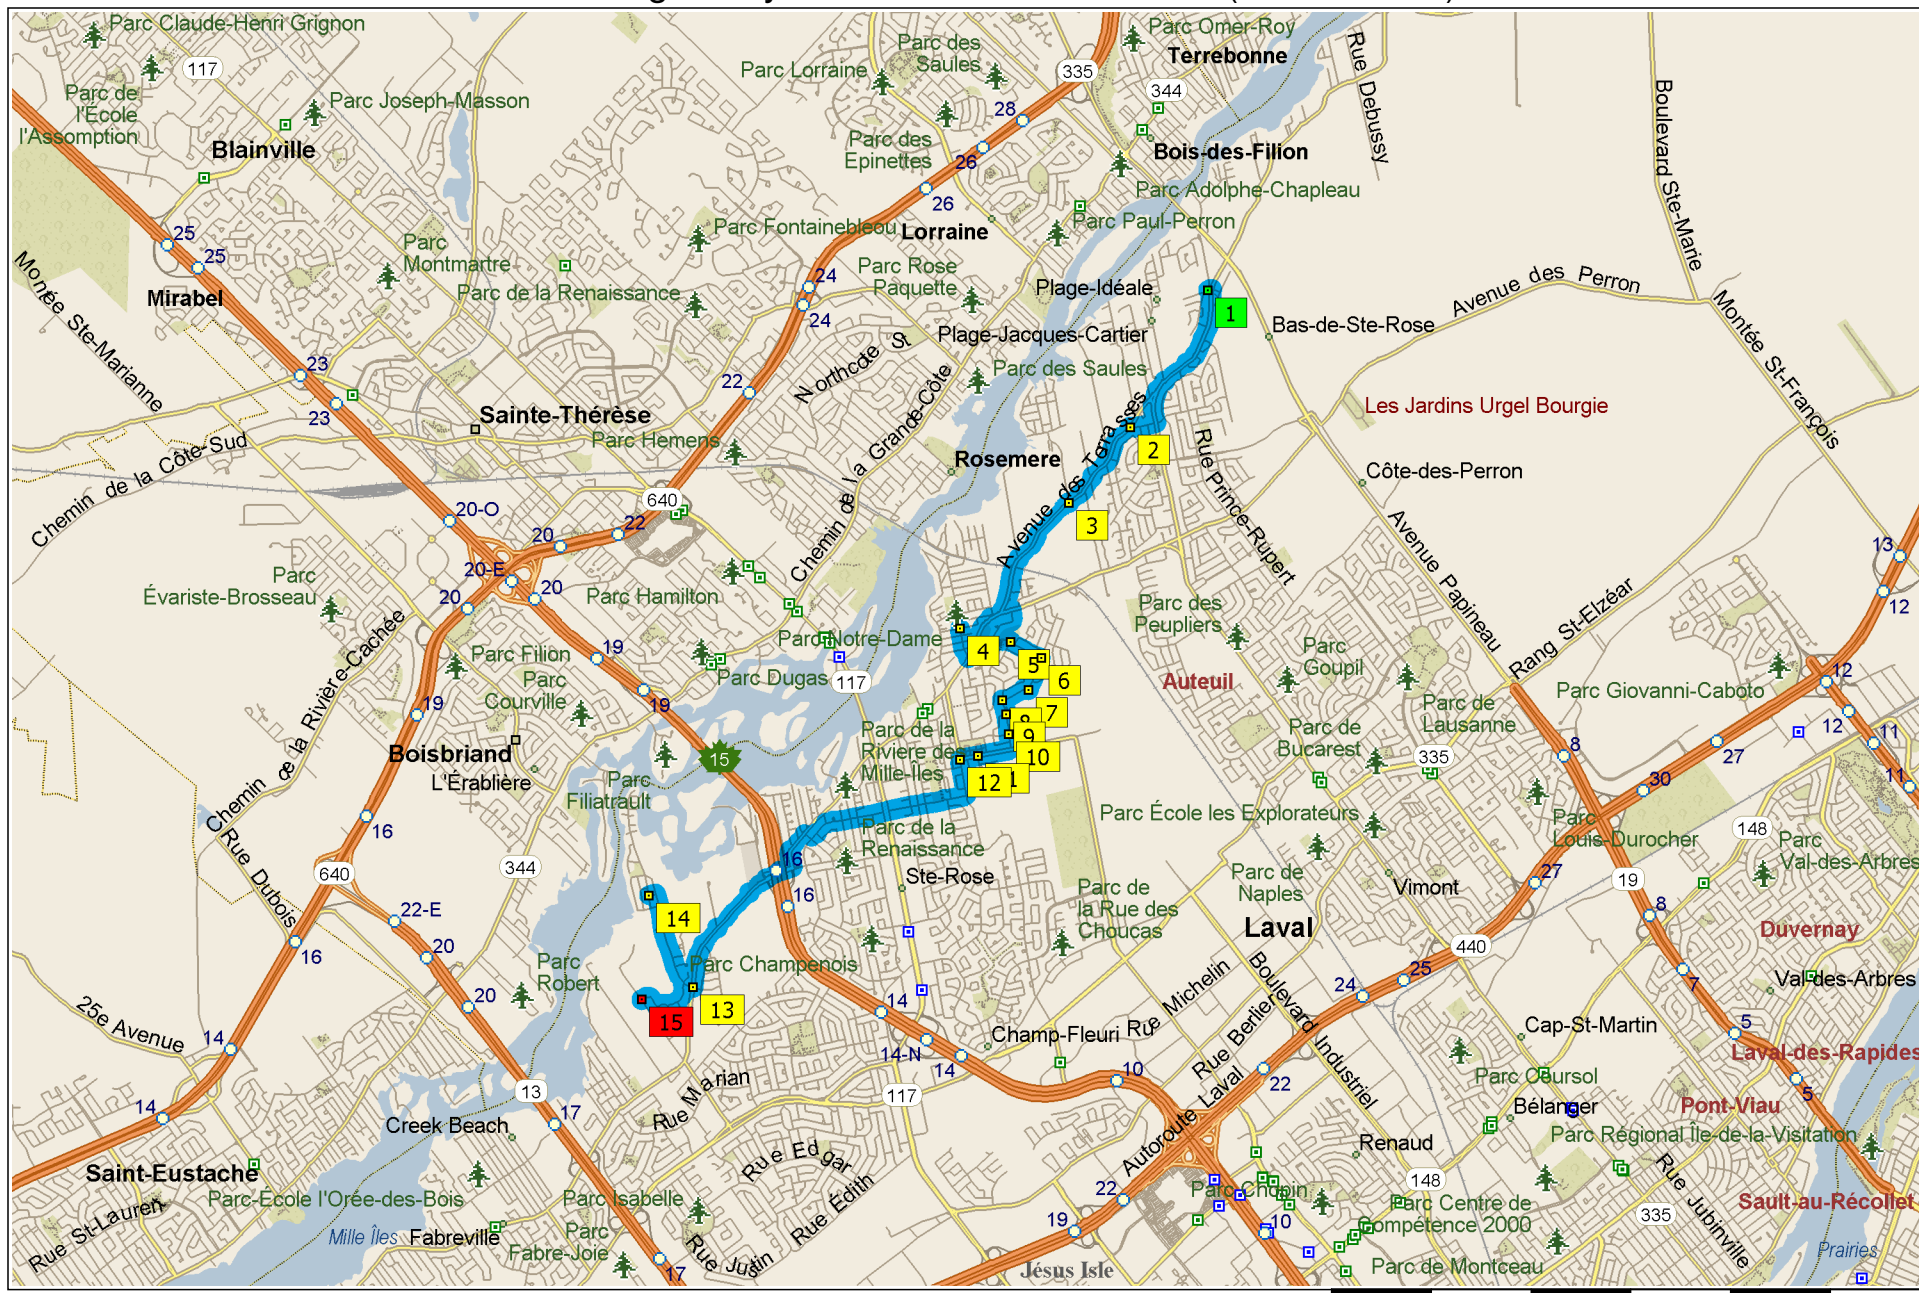 Parc Claude-Henri Grignon
117
Parc de
l'École
l'Assomption
Parc Joseph-Masson
Blainville
Parc Lorraine
Parc des
Saules
335
Parc Omer-Roy
Terrebonne
344
28
Rue Debussy
Boulevard Ste-Marie
Parc des
Epinettes
26
26
Bois-des-Filion
Parc Adolphe-Chapleau
Parc Paul-Perron
Parc Fontainebleou
Lorraine
25
25
Parc
Montmartre
Mirabel
Parc de la Renaissance
24
24
Parc Rose
Paquette
Plage-Idéale
Plage-Jacques-Cartier
1
Bas-de-Ste-Rose
Avenue des Perron
Montée St-François
Montée Ste-Marianne
23
23
22
Northcote St
Parc des Saules
Chemin de la Grande-Côte
Les Jardins Urgel Bourgie
Sainte-Thérèse
Parc Hemens
Chemin de la Côte-Sud
Rosemere
Avenue des Terrasses
2
3
Rue Prince-Rupert
Côte-des-Perron
Avenue Papineau
640
20-O
20
22
20-E
20
20
Parc
Évariste-Brosseau
Parc Hamilton
Chemin de la Rivière-Cachée
13
12
Rang St-Elzéar
Parc des
Peupliers
Parc Notre-Dame
4
5
6
7
8
9
10
12
1
Parc Filion
19
19
19
Parc
Courville
Parc Dugas
117
Auteuil
Parc
Goupil
Parc de
Lausanne
Parc Giovanni-Caboto
12
12
11
11
Boisbriand
L'Érablière
15
Parc de la
Riviere des
Mille-Îles
Parc de
Bucarest
335
8
27
30
Parc
Filiatrault
Parc École les Explorateurs
Parc
Louis-Durocher
148
Parc
Val-des-Arbres
16
Rue Dubois
640
344
16
16
Parc de la
Renaissance
Ste-Rose
Parc de
Naples
Vimont
27
19
8
22-E
20
16
14
Parc de
la Rue des
Choucas
Laval
440
Duvernay
Val-des-Arbres
Parc
Robert
20
Parc Champenois
13
15
25
24
7
25e Avenue
14
14
14-N
14
Champ-Fleuri
Rue Michelin
Rue Berlier
Boulevard Industriel
Cap-St-Martin
5
Laval-des-Rapides
13
17
14
Rue Marian
117
10
22
Parc Coursol
5
Creek Beach
Autoroute Laval
Bélanger
Pont-Viau
Parc Régional Île-de-la-Visitation
Saint-Eustache
Rue Edgar
Renaud
148
Parc-École l'Orée-des-Bois
Parc Isabelle
Rue Édith
22
Parc Chopin
Parc Centre de
Compétence 2000
335
Rue Jubinville
Sault-au-Récollet
Rue St-Laurent
Mille Îles
Fabreville
Parc
Fabre-Joie
Rue Justin
17
19
10
Jésus Isle
Parc de Montceau
Prairies